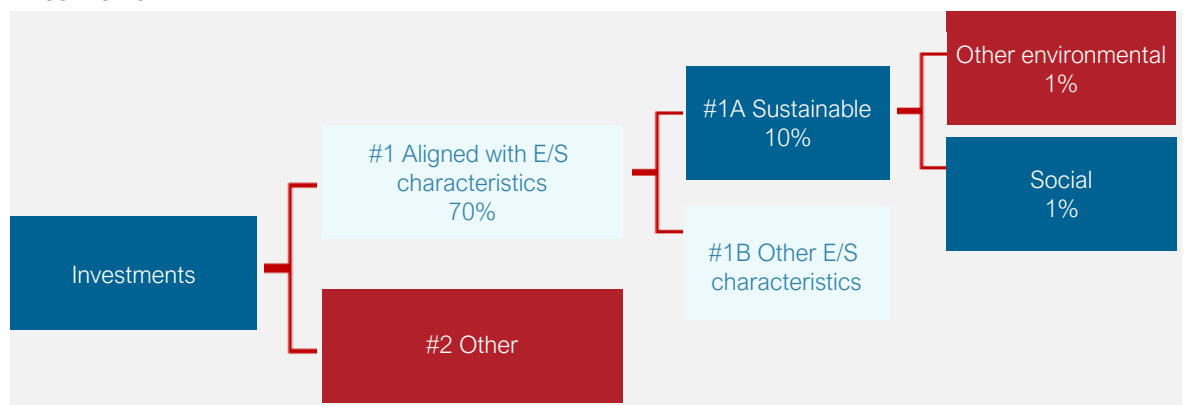 Investments
#1 Aligned with E/S
characteristics
70%
#2 Other
#1A Sustainable
10%
#1B Other E/S
characteristics
Other environmental
1%
Social
1%